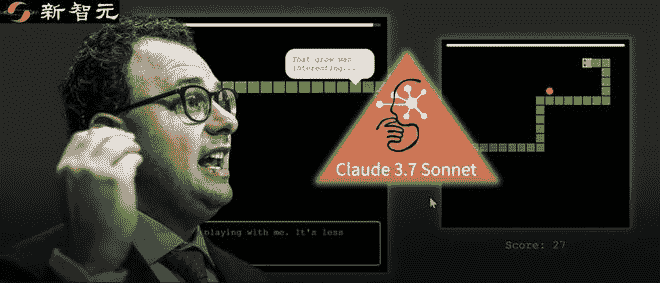 新智元
That grow was
interesting...
Claude 3.7 Sonnet
playing with me. It's less
Score: 27